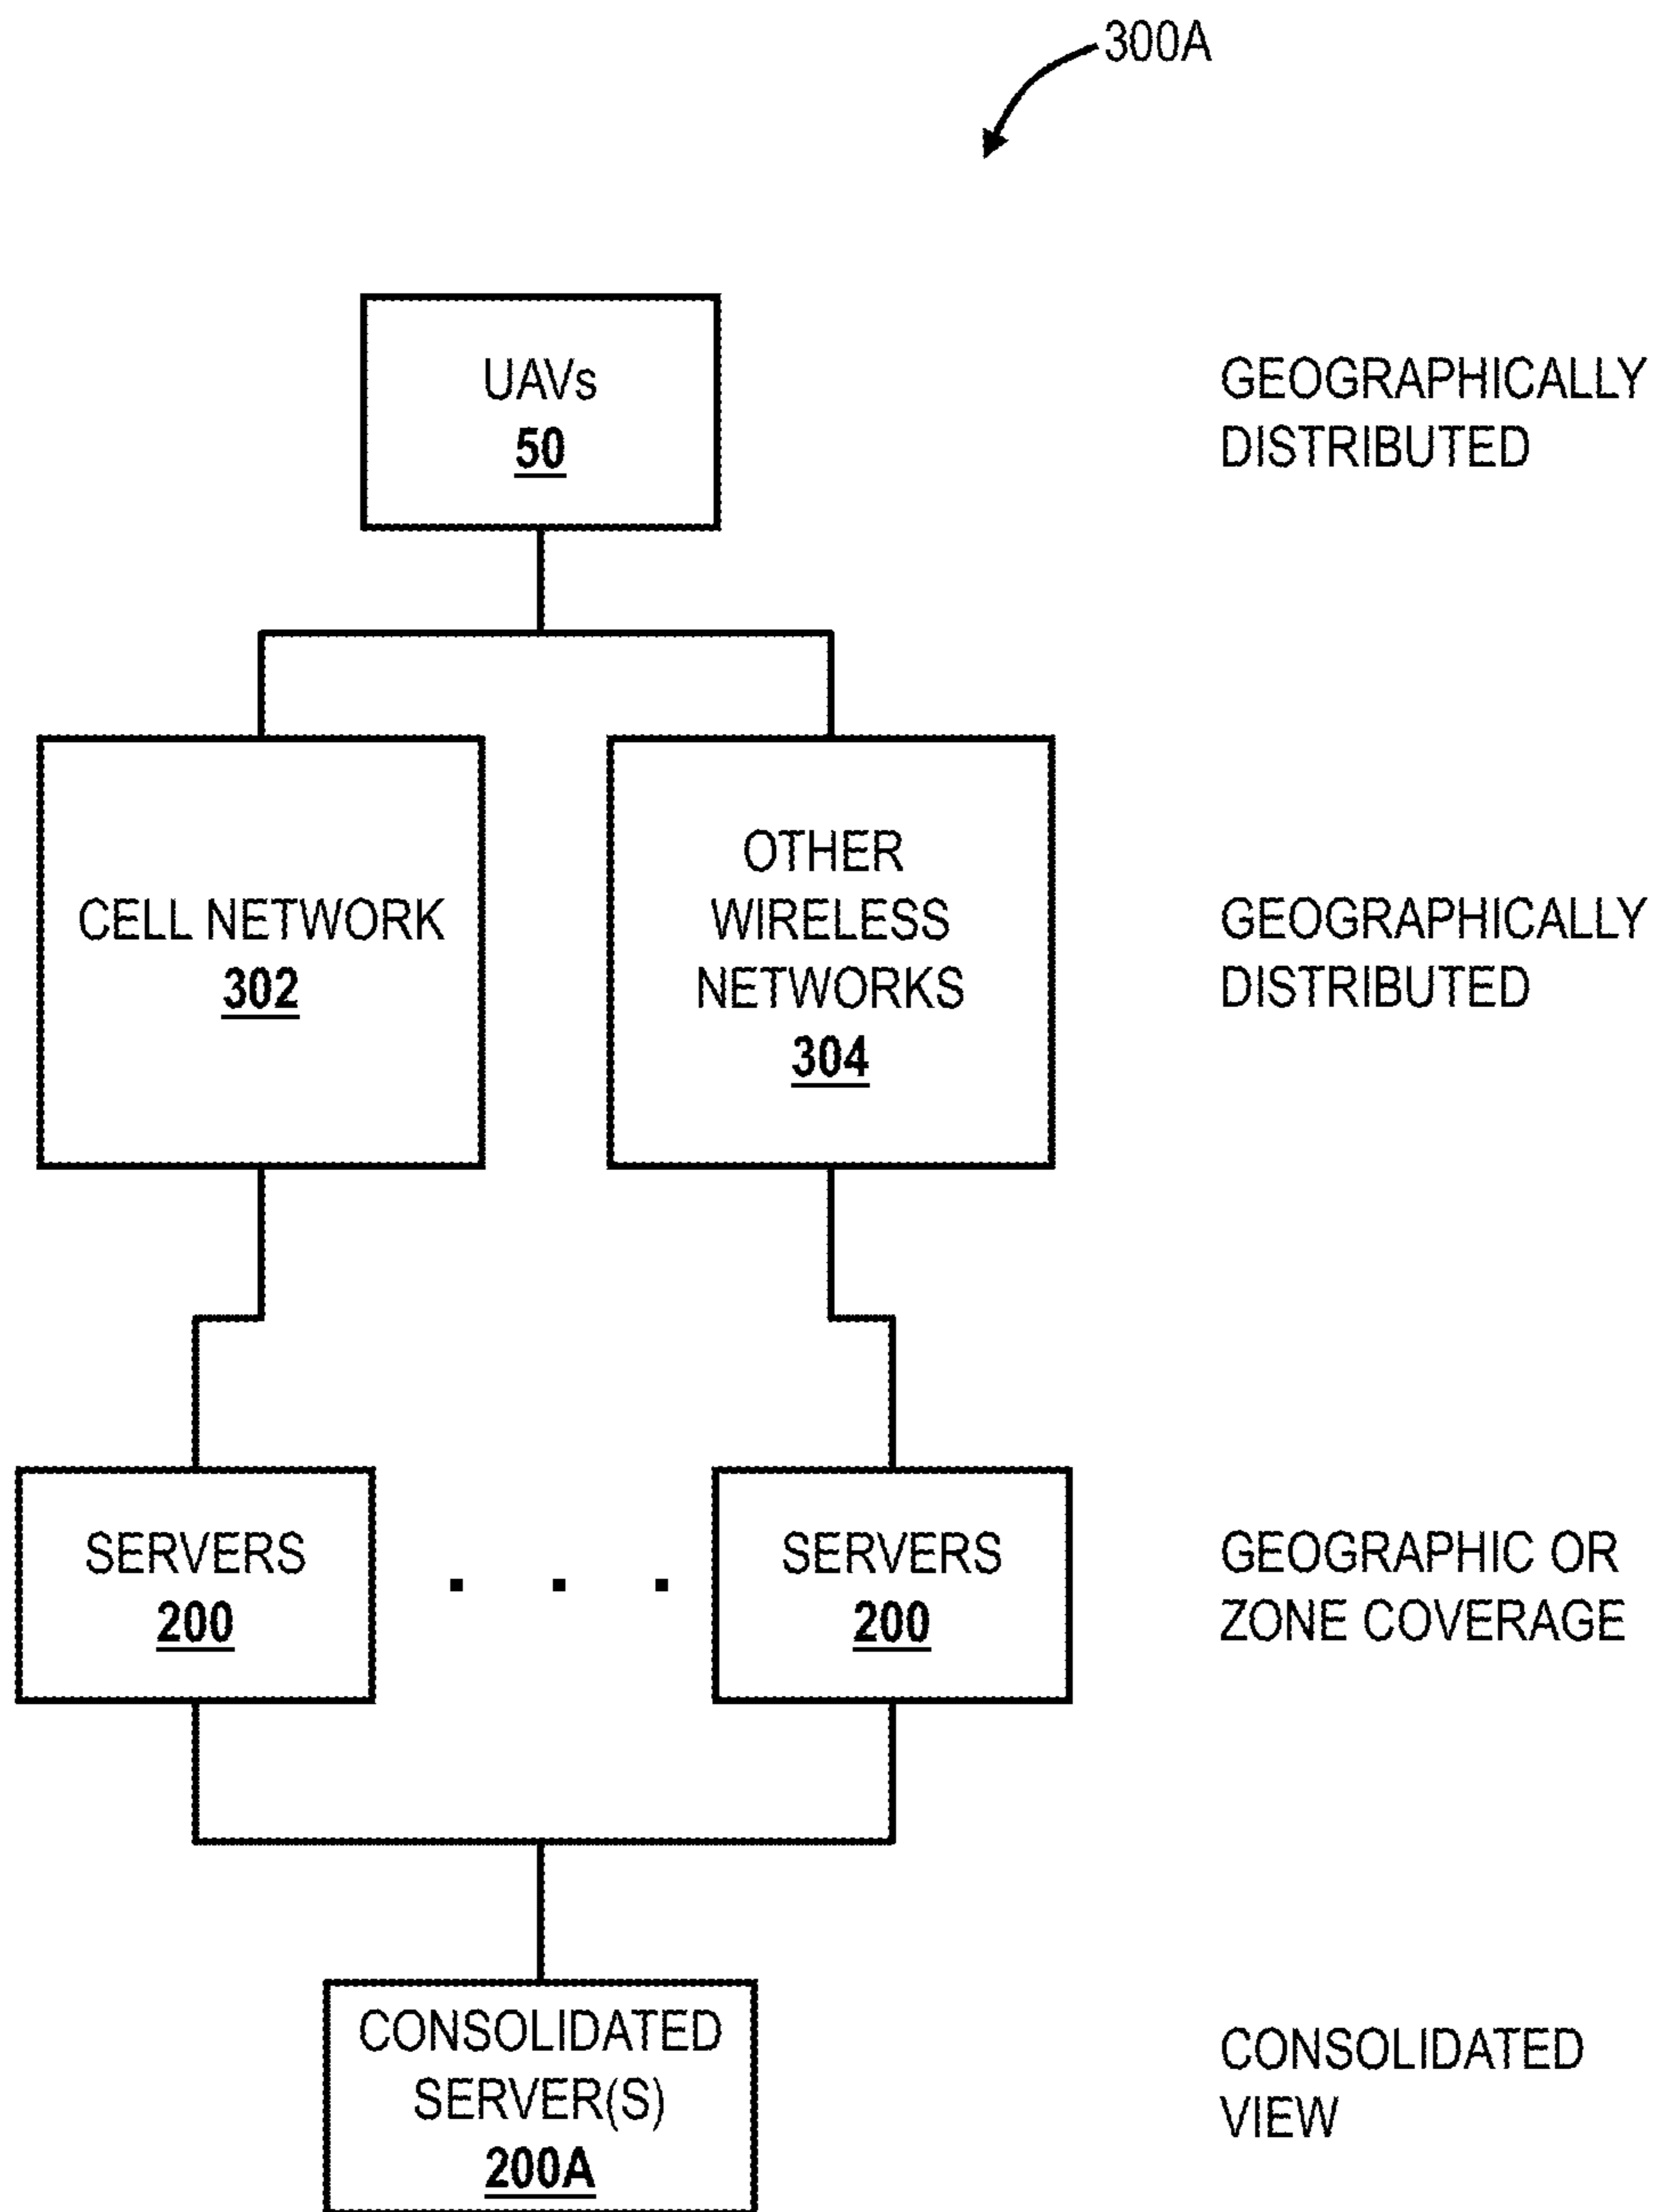 300A
UAVs
50
GEOGRAPHICALLY
DISTRIBUTED
CELL NETWORK
302
OTHER
WIRELESS
NETWORKS
304
GEOGRAPHICALLY
DISTRIBUTED
SERVERS
200
. . .
SERVERS
200
GEOGRAPHIC OR
ZONE COVERAGE
CONSOLIDATED
SERVER(S)
200A
CONSOLIDATED
VIEW